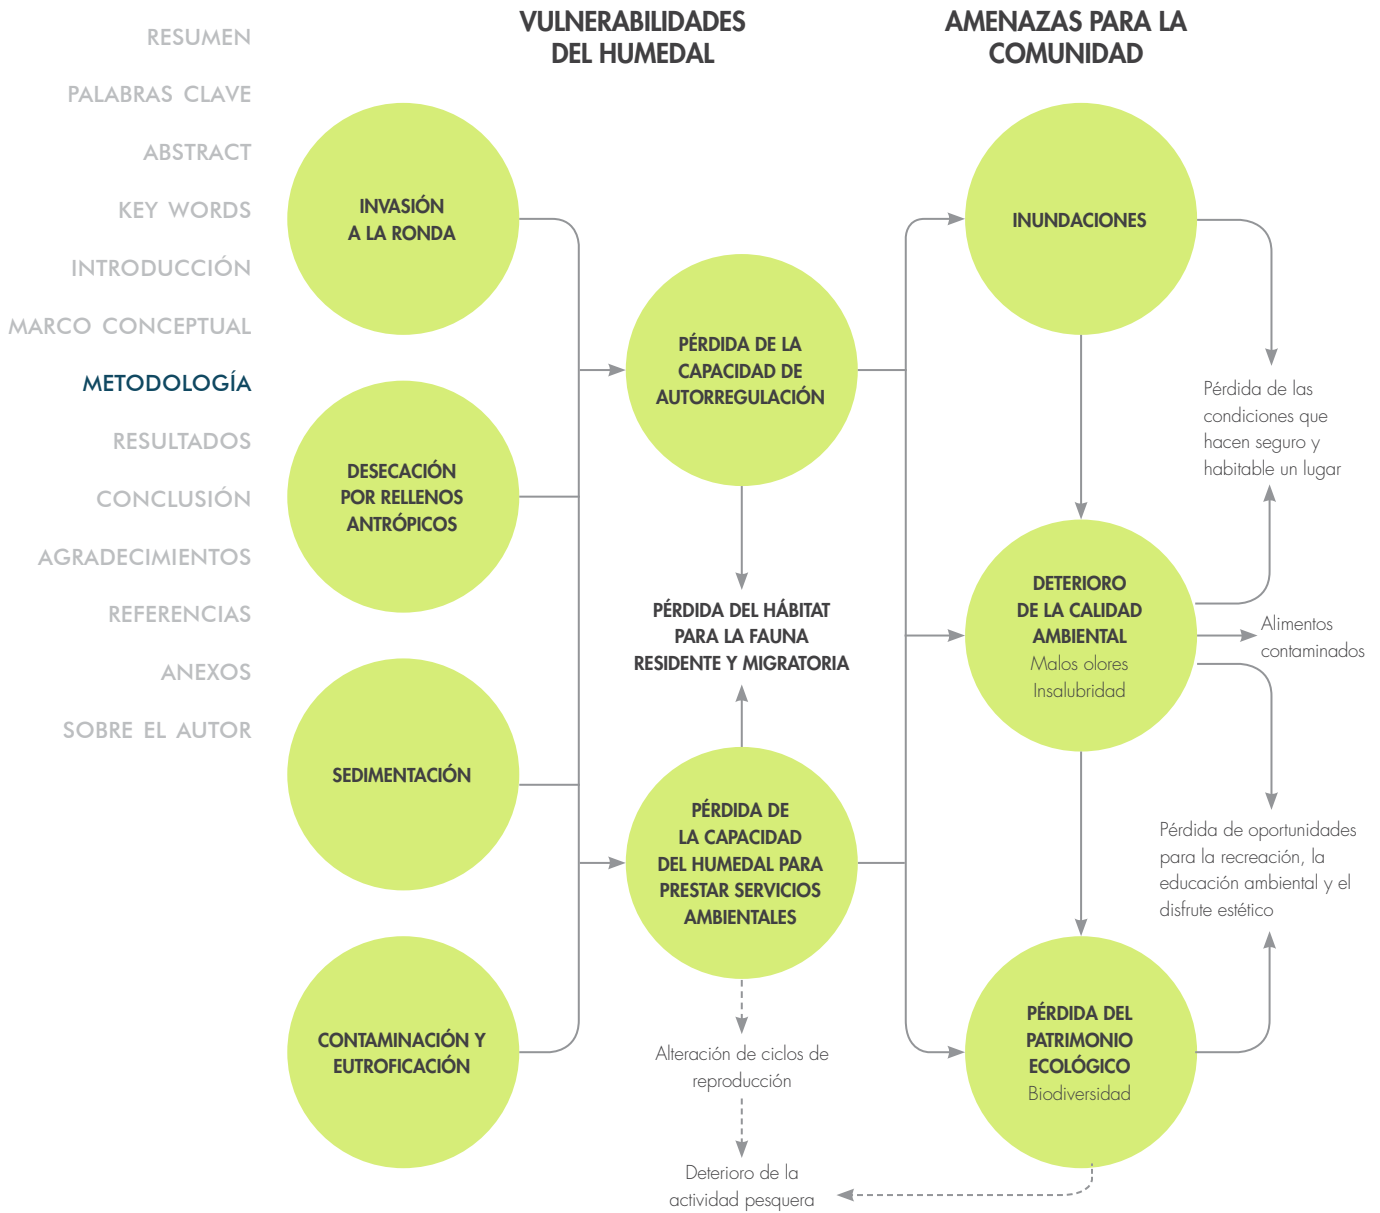 RESUMEN
PALABRAS CLAVE
ABSTRACT
KEY WORDS
INTRODUCCIÓN
MARCO CONCEPTUAL
METODOLOGÍA
RESULTADOS
CONCLUSIÓN
AGRADECIMIENTOS
REFERENCIAS
ANEXOS
SOBRE EL AUTOR
VULNERABILIDADES
DEL HUMEDAL
AMENAZAS PARA LA
COMUNIDAD
INVASIÓN
A LA RONDA
DESECACIÓN
POR RELLENOS
ANTRÓPICOS
SEDIMENTACIÓN
CONTAMINACIÓN Y
EUTROFICACIÓN
PÉRDIDA DE LA
CAPACIDAD DE
AUTORREGULACIÓN
PÉRDIDA DEL HÁBITAT
PARA LA FAUNA
RESIDENTE Y MIGRATORIA
PÉRDIDA DE
LA CAPACIDAD
DEL HUMEDAL PARA
PRESTAR SERVICIOS
AMBIENTALES
Alteración de ciclos de
reproducción
Deterioro de la
actividad pesquera
INUNDACIONES
DETERIORO
DE LA CALIDAD
AMBIENTAL
Malos olores
Insalubridad
PÉRDIDA DEL
PATRIMONIO
ECOLÓGICO
Biodiversidad
Pérdida de las
condiciones que
hacen seguro y
habitable un lugar
Alimentos
contaminados
Pérdida de oportunidades
para la recreación, la
educación ambiental y el
disfrute estético